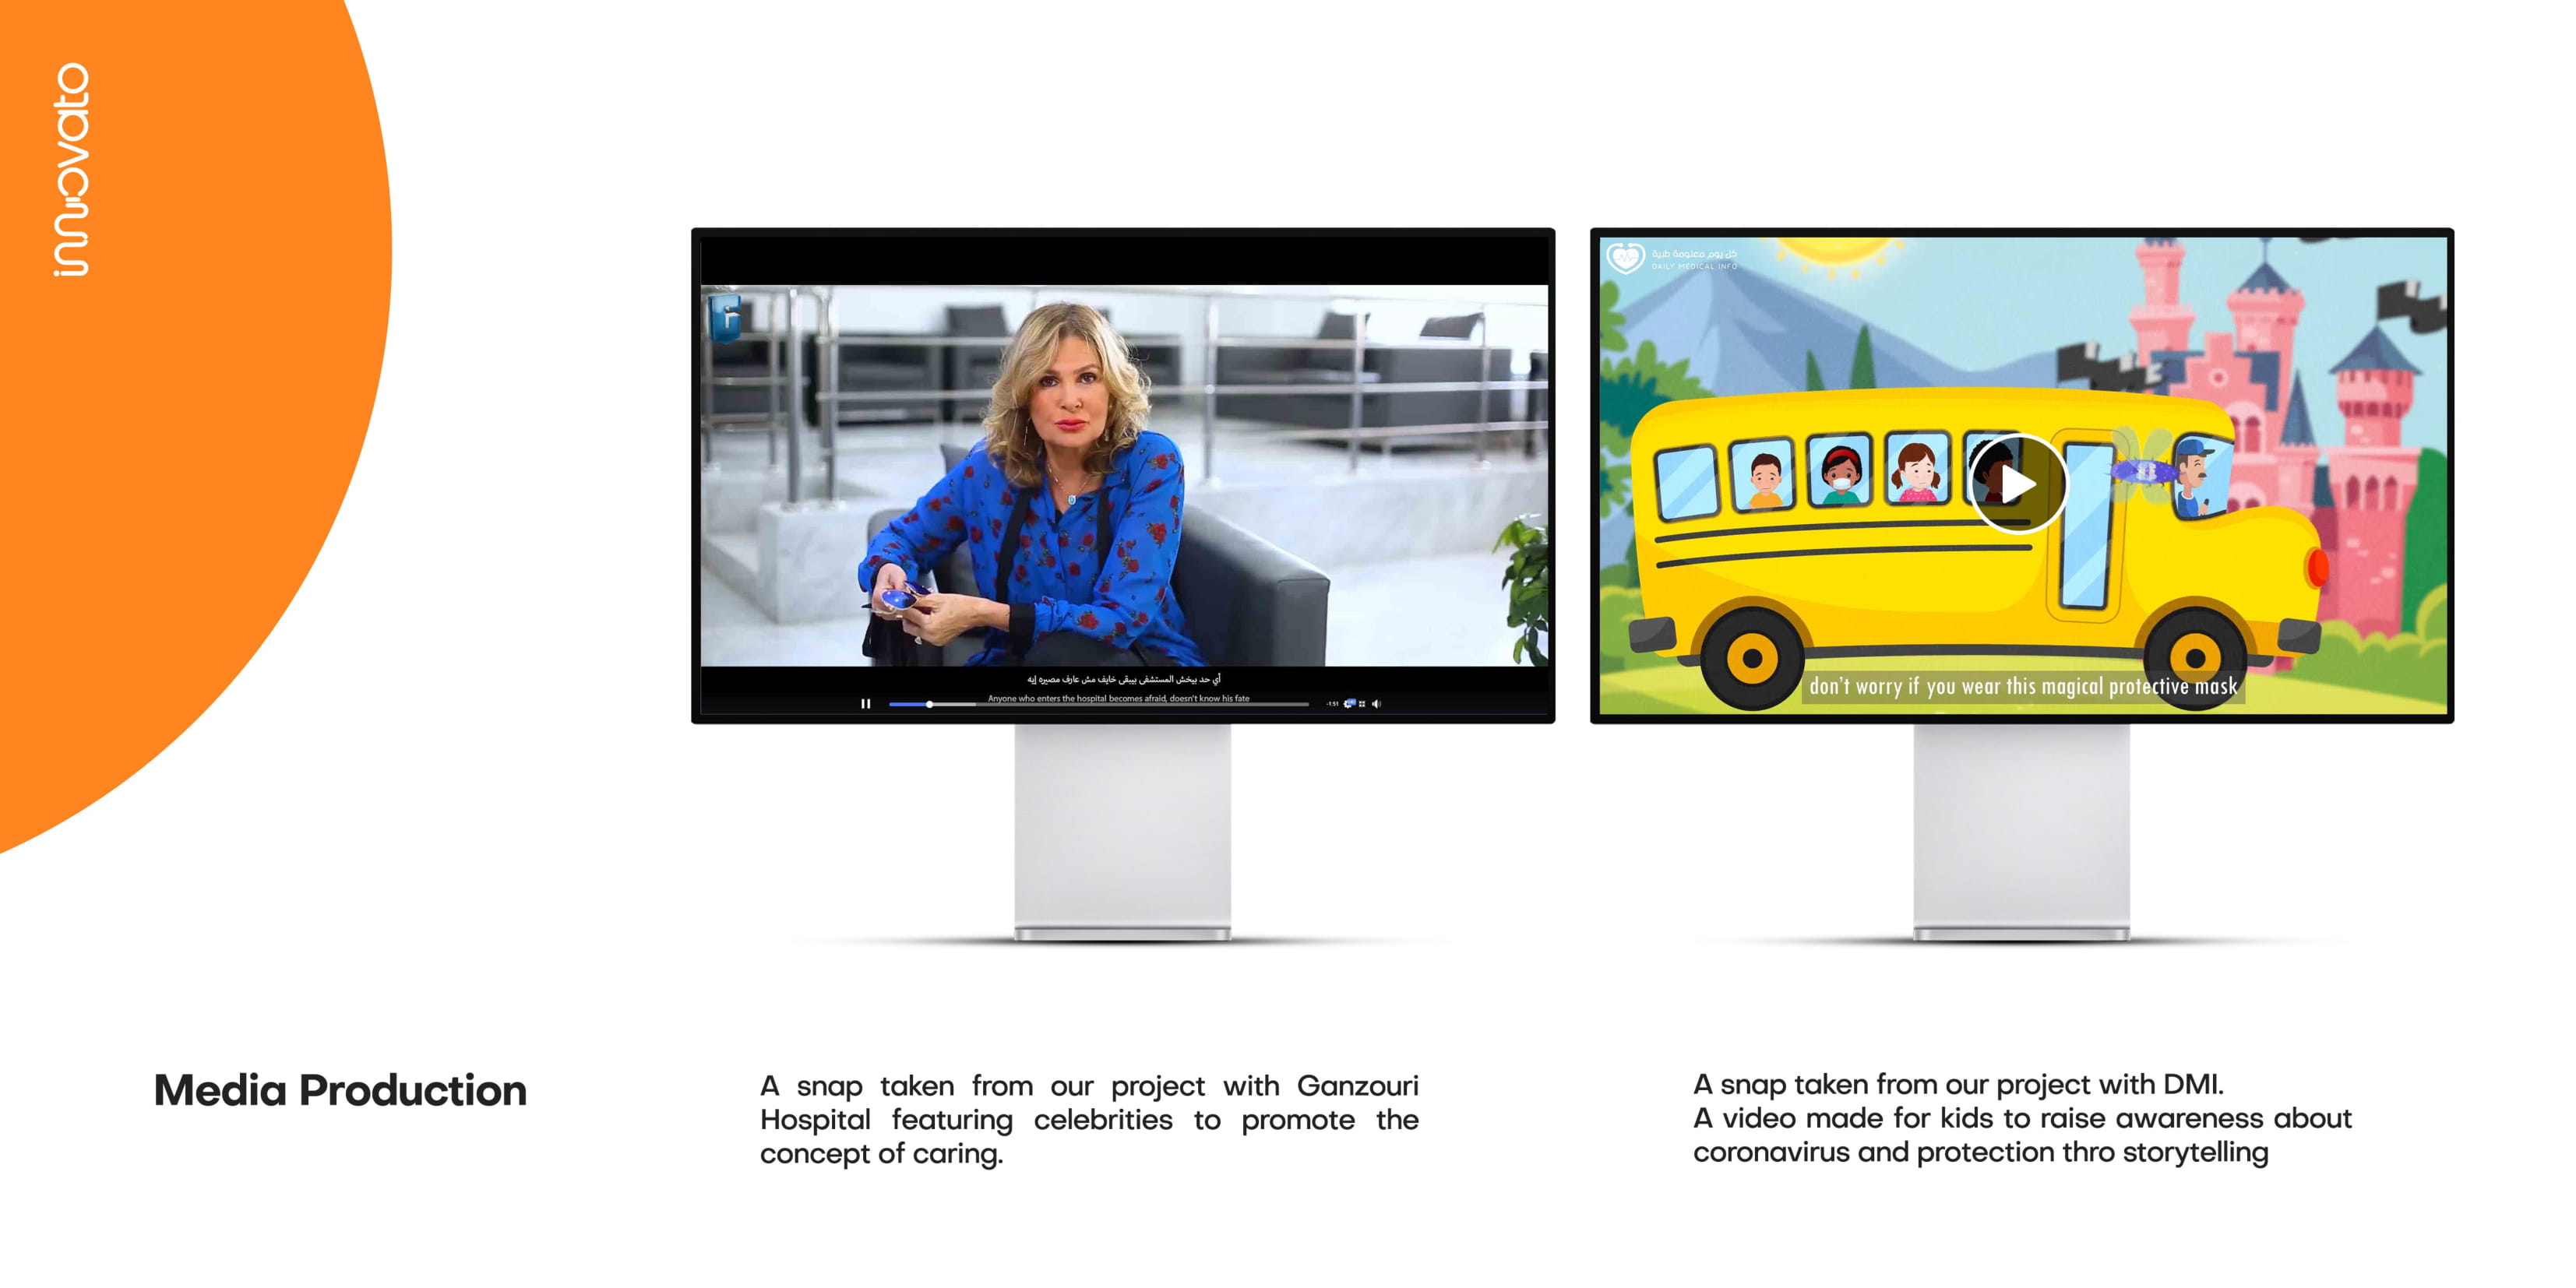 innovato
أي حد بيخش المستشفى بيبقى خايف مش عارف مصيره إيه
Anyone who enters the hospital becomes afraid, doesn't know his fate
-1:51
كل يوم معلومة طبية
DAILY MEDICAL INFO
don't worry if you wear this magical protective mask
Media Production
A snap taken from our project with Ganzouri
Hospital featuring celebrities to promote the
concept of caring.
A snap taken from our project with DMI.
A video made for kids to raise awareness about
coronavirus and protection thro storytelling